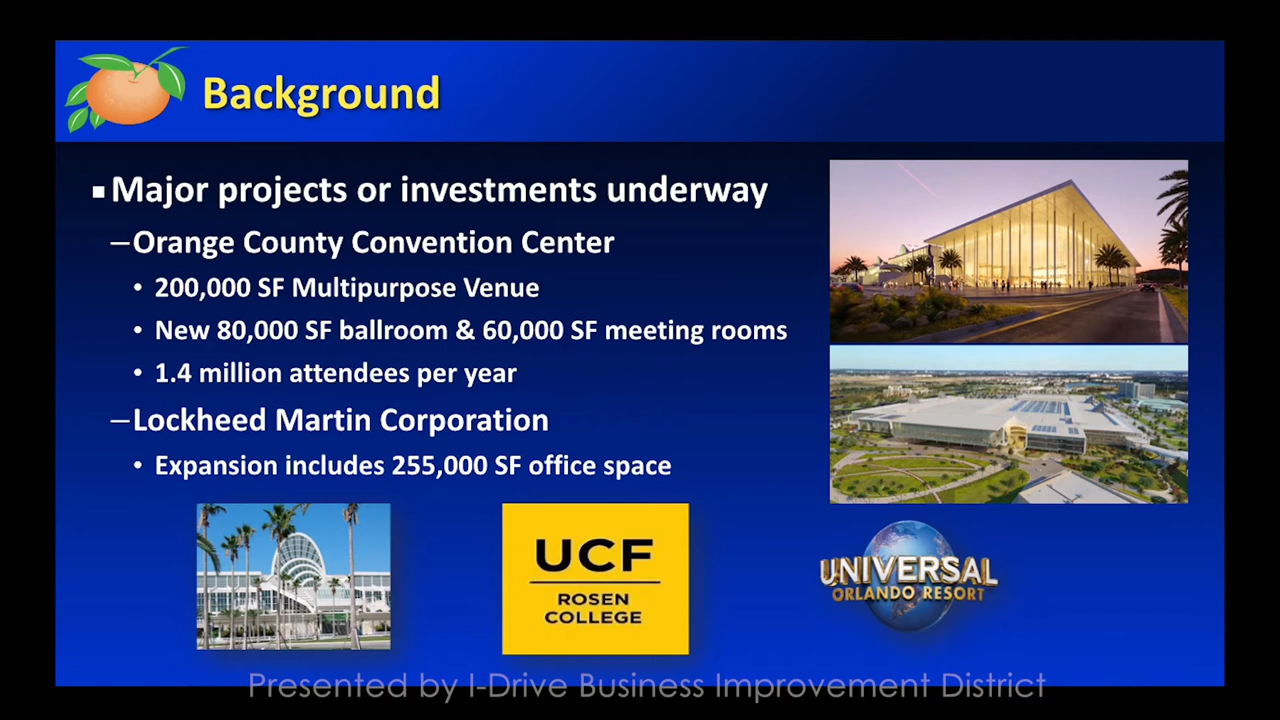 Background
Major projects or investments underway
–Orange County Convention Center
• 200,000 SF Multipurpose Venue
• New 80,000 SF ballroom & 60,000 SF meeting rooms
• 1.4 million attendees per year
–Lockheed Martin Corporation
• Expansion includes 255,000 SF office space
UCF
ROSEN
COLLEGE
UNIVERSAL
ORLANDO RESORT
Presented by I-Drive Business Improvement District